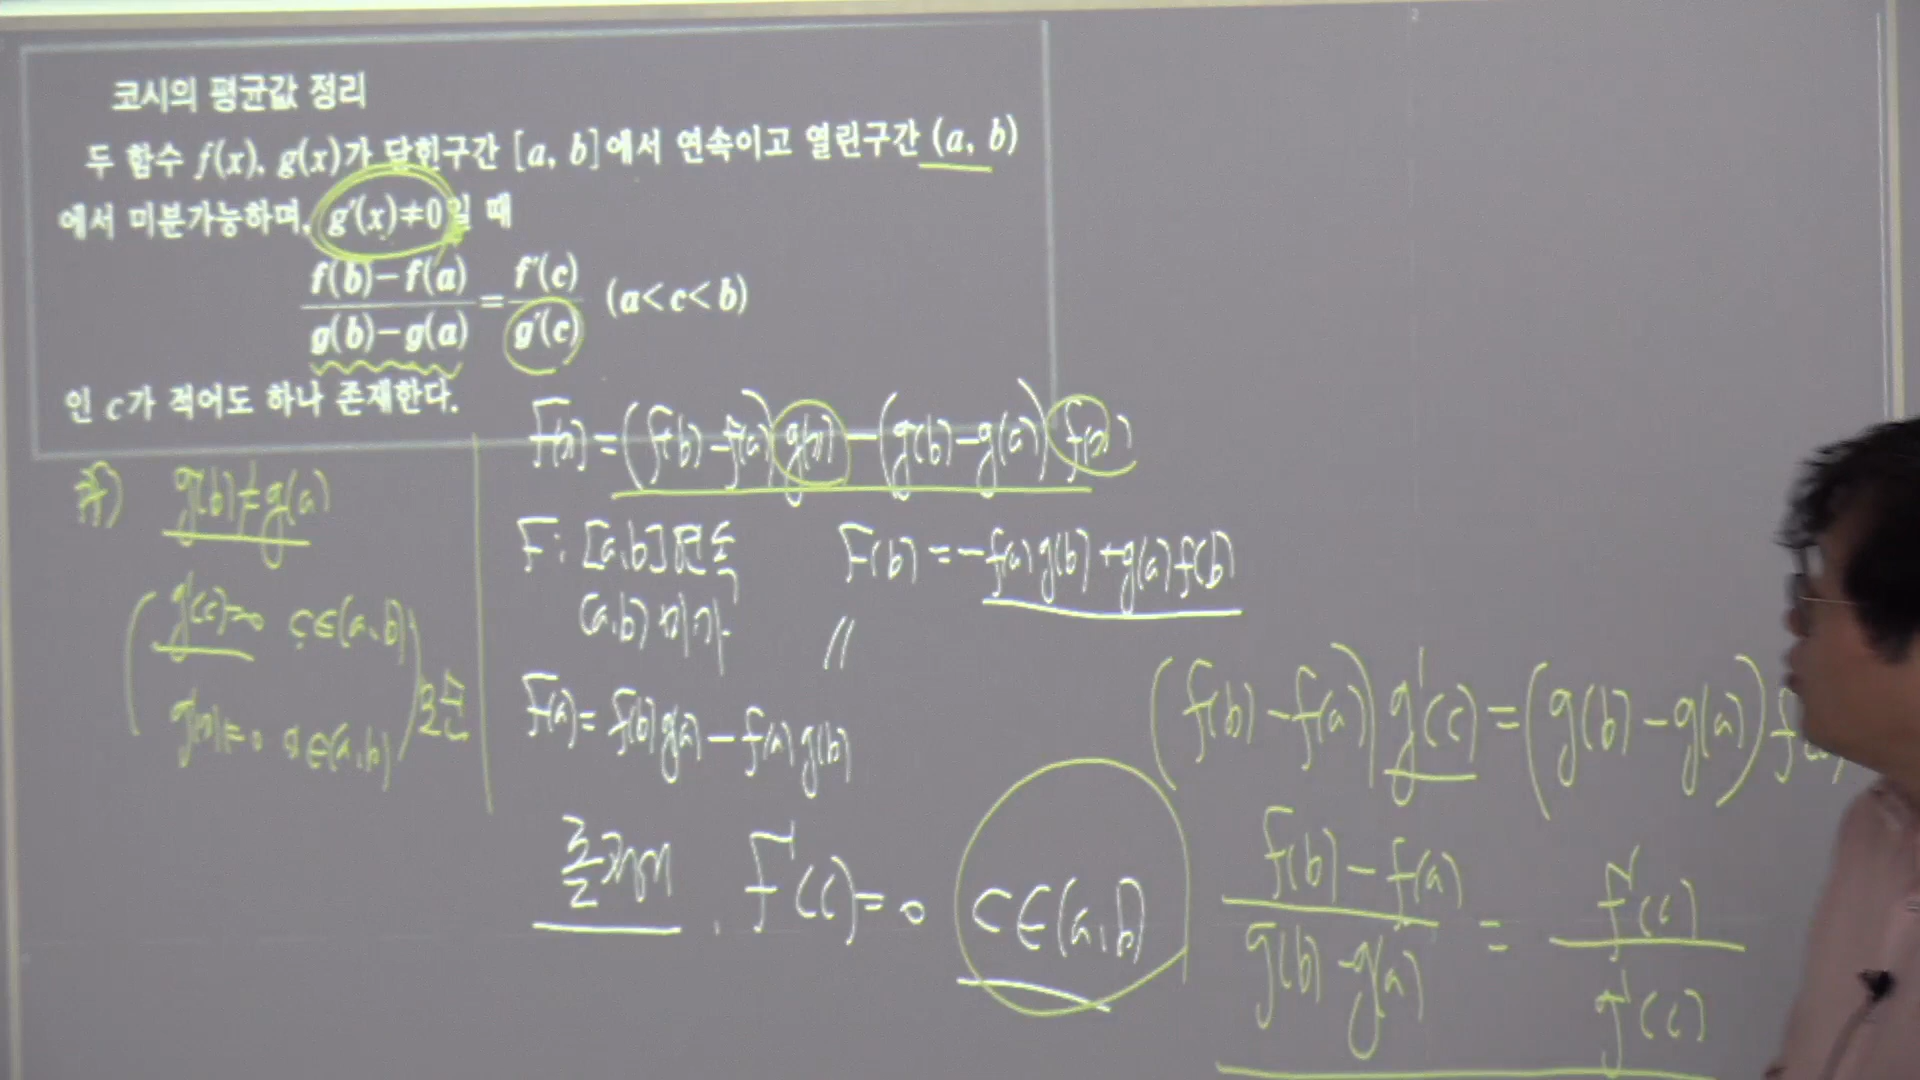 코시의 평균값 정리
두 함수 f(x), g(x)가 닫힌구간 [a, b]에서 연속이고 열린구간 (a, b)
에서 미분가능하며, g'(x)≠0일 때
f(b)-f(a) / g(b)-g(a) = f'(c) / g'(c) (a<c<b)
인 c가 적어도 하나 존재한다.
F(x) = (f(b)-f(a))g(x) - (g(b)-g(a))f(x)
g(b)≠g(a)
g'(c)=0 c∈(a,b)
g'(x)≠0 x∈(a,b)
모순
F: [a,b] 연속
(a,b) 미가
F(b) = -f(a)g(b)+g(a)f(b)
//
F(a) = f(b)g(a) - f(a)g(b)
롤정리, F'(c)=0 c∈(a,b)
(f(b)-f(a))g'(c) = (g(b)-g(a))
f(b)-f(a) / g(b)-g(a) = f'(c) / g'(c)